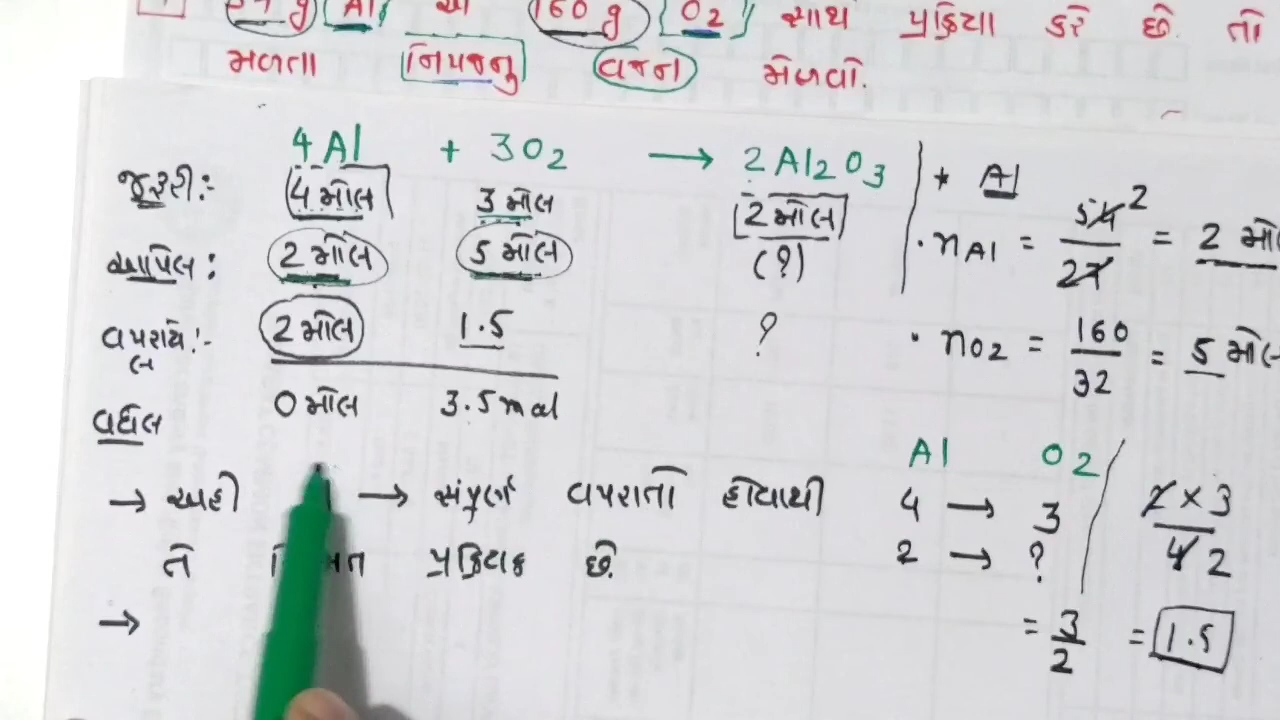 g Al એ 160 g O2 સાથે પ્રક્રિયા કરે છે. તો
મળતા નિપજનુ વજન મેળવો.
4Al + 3O2 → 2Al2O3
જરૂરી:- 4 મોલ 3 મોલ 2 મોલ
આપેલ: 2 મોલ 5 મોલ (?)
વપરાયેલ:- 2 મોલ 1.5 ?
વધેલ 0 મોલ 3.5 mol
→ અહી → સંપૂર્ણ વપરાતો હોવાથી
તે પ્રક્રિયક છે.
→
* Al
· nAl = 54/27 2 = 2
· nO2 = 160/32 = 5 મોલ
Al O2
4 → 3
2 → ?
2 × 3 / 4 2
= 3/2 = 1.5